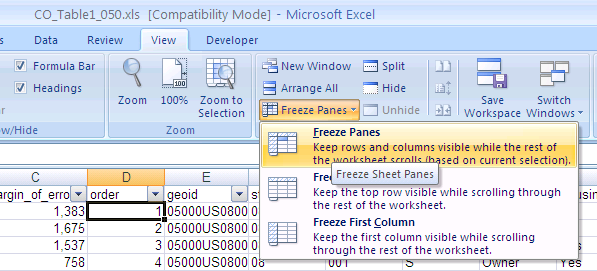 CO_Table1_050.xls [Compatibility Mode] - Microsoft Excel
Data Review View Developer
Formula Bar
Headings
Zoom 100% Zoom to Selection
New Window
Arrange All
Freeze Panes
Split
Hide
Unhide
Save Workspace
Switch Windows
Zoom
Freeze Panes
Keep rows and columns visible while the rest of
the worksheet scrolls (based on current selection).
Freeze Sheet Panes
Keep the top row visible while scrolling through
the rest of the worksheet.
Freeze First Column
Keep the first column visible while scrolling
through the rest of the worksheet.
C D E
order geoid
1,383 1 05000US0800
1,675 2 05000US0800
1,537 3 05000US0800
758 4 05000US0800 08 001 S Owner Yes